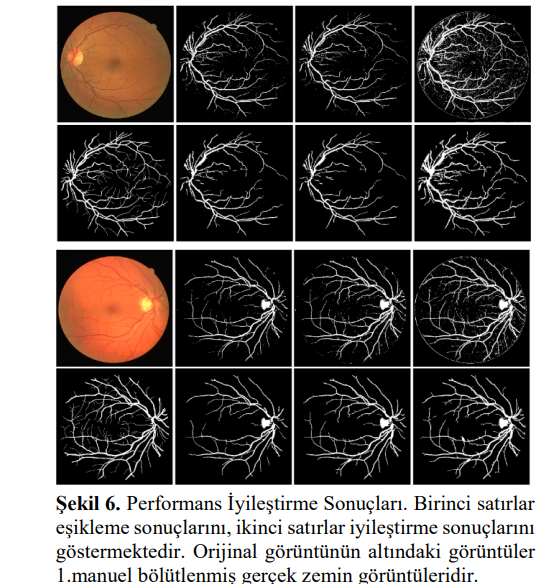 Şekil 6. Performans İyileştirme Sonuçları. Birinci satırlar
eşikleme sonuçlarını, ikinci satırlar iyileştirme sonuçlarını
göstermektedir. Orijinal görüntünün altındaki görüntüler
1.manuel bölütlenmiş gerçek zemin görüntüleridir.